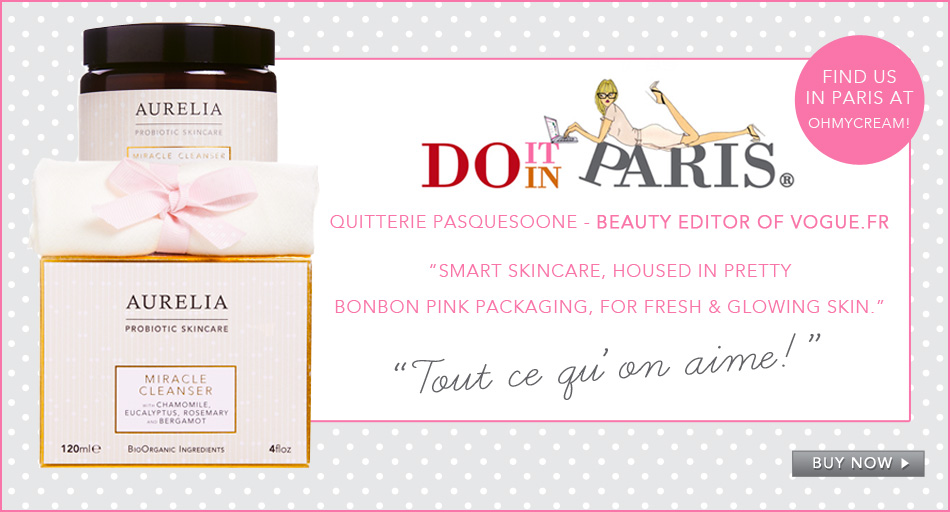 AURELIA
PROBIOTIC SKINCARE
MIRACLE CLEANSER
AURELIA
PROBIOTIC SKINCARE
MIRACLE
CLEANSER
WITH CHAMOMILE,
EUCALYPTUS, ROSEMARY
AND BERGAMOT
120ml℮ BIOORGANIC INGREDIENTS 4floz
FIND US
IN PARIS AT
OHMYCREAM!
DO IT IN PARIS®
QUITTERIE PASQUESOONE - BEAUTY EDITOR OF VOGUE.FR
“SMART SKINCARE, HOUSED IN PRETTY
BONBON PINK PACKAGING, FOR FRESH & GLOWING SKIN.”
“Tout ce qu'on aime!”
BUY NOW